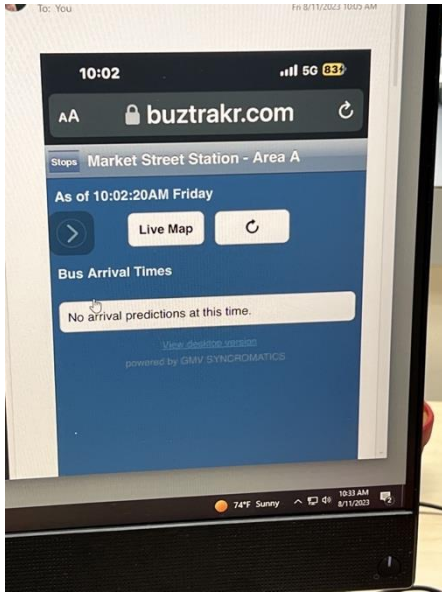 To: You
Fri 8/11/2023 10:05 AM
10:02
5G 83
AA buztrakr.com
Stops Market Street Station - Area A
As of 10:02:20AM Friday
Live Map
Bus Arrival Times
No arrival predictions at this time.
View desktop version
powered by GMV SYNCROMATICS
74°F Sunny
10:33 AM
8/11/2023
2